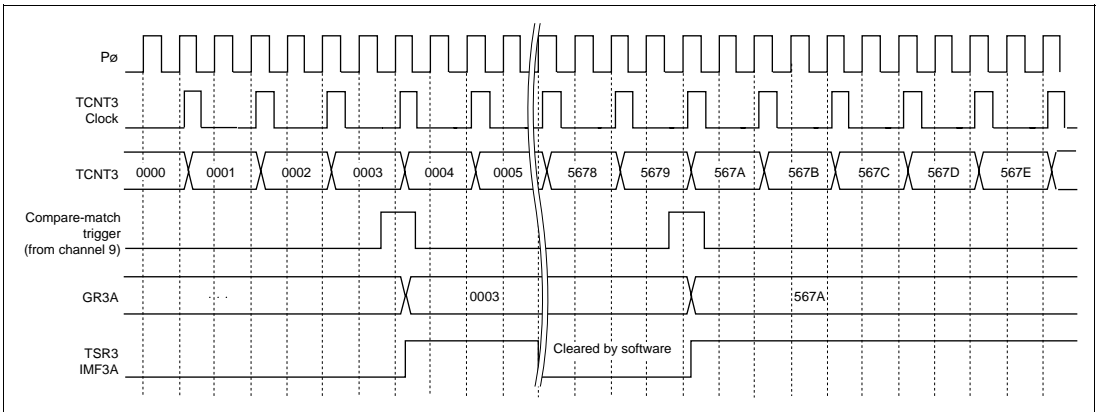 Pø
TCNT3
Clock
TCNT3
0000 0001 0002 0003 0004 0005 5678 5679 567A 567B 567C 567D 567E
Compare-match
trigger
(from channel 9)
GR3A
· · · 0003 567A
TSR3
IMF3A
Cleared by software